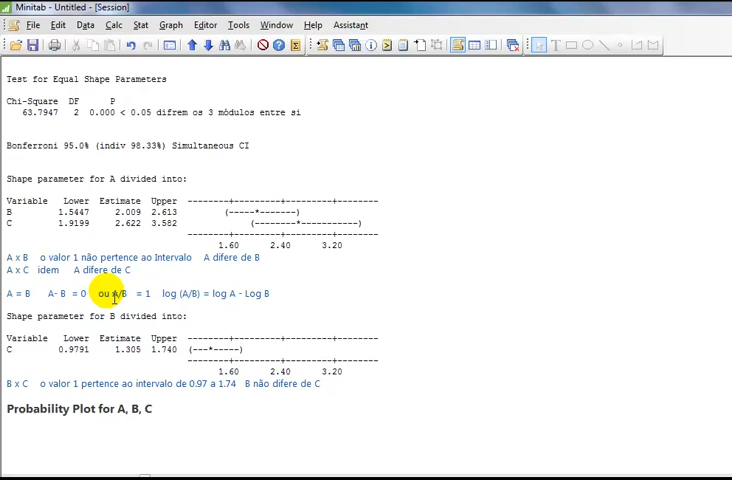 Minitab - Untitled - [Session]
File Edit Data Calc Stat Graph Editor Tools Window Help Assistant
Test for Equal Shape Parameters
Chi-Square DF P
63.7947 2 0.000 < 0.05 difrem os 3 módulos entre si
Bonferroni 95.0% (indiv 98.33%) Simultaneous CI
Shape parameter for A divided into:
Variable Lower Estimate Upper --------+---------+---------+--------
B 1.5447 2.009 2.613 (-----*-------)
C 1.9199 2.622 3.582 (--------*-----------)
--------+---------+---------+--------
1.60 2.40 3.20
A x B o valor 1 não pertence ao Intervalo A difere de B
A x C idem A difere de C
A = B A- B = 0 ou A/B = 1 log (A/B) = log A - Log B
Shape parameter for B divided into:
Variable Lower Estimate Upper --------+---------+---------+--------
C 0.9791 1.305 1.740 (---*-----)
--------+---------+---------+--------
1.60 2.40 3.20
B x C o valor 1 pertence ao intervalo de 0.97 a 1.74 B não difere de C
Probability Plot for A, B, C